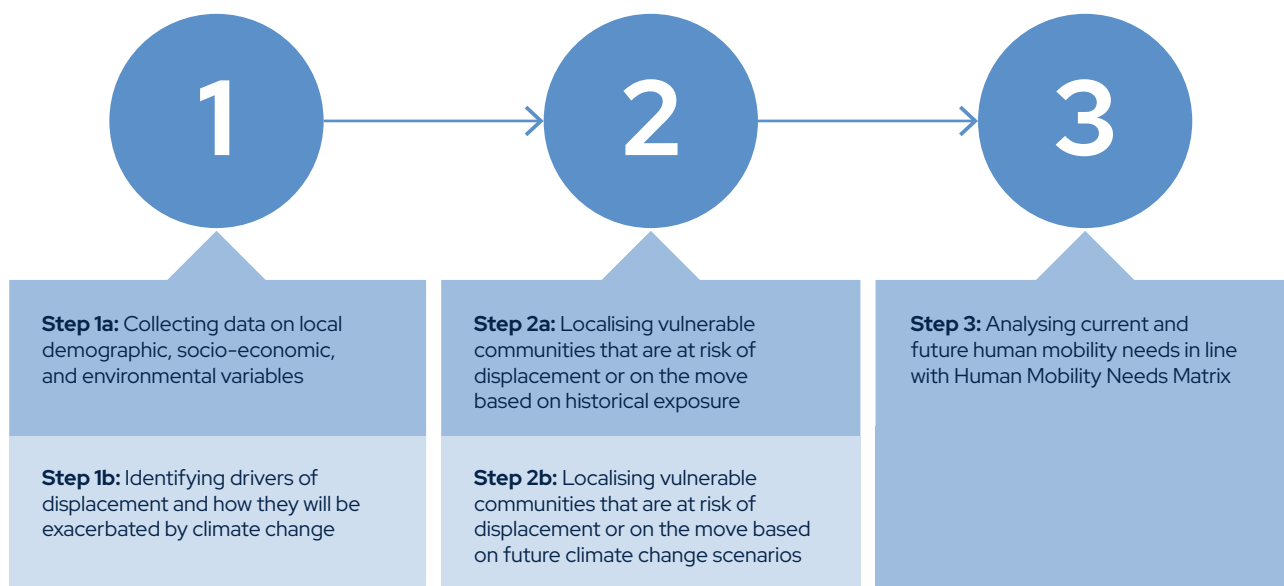 1
2
3
Step 1a: Collecting data on local
demographic, socio-economic,
and environmental variables
Step 1b: Identifying drivers of
displacement and how they will be
exacerbated by climate change
Step 2a: Localising vulnerable
communities that are at risk of
displacement or on the move
based on historical exposure
Step 2b: Localising vulnerable
communities that are at risk of
displacement or on the move based
on future climate change scenarios
Step 3: Analysing current and
future human mobility needs in line
with Human Mobility Needs Matrix